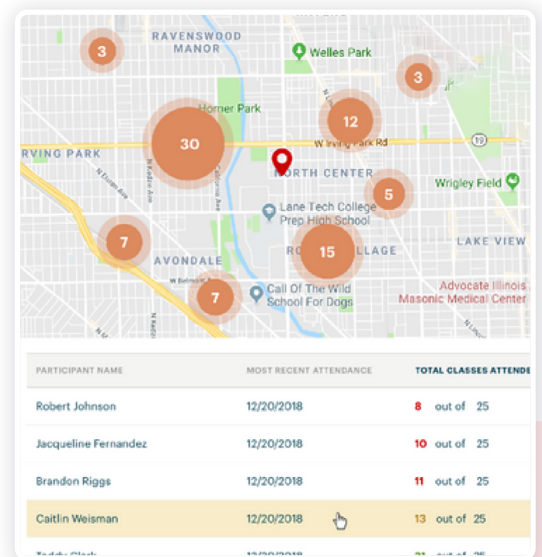 3
RAVENSWOOD
MANOR
Welles Park
3
Horner Park
12
30
W Irving Park Rd
19
RVING PARK
NORTH CENTER
5
Wrigley Field
Lane Tech College
Prep High School
7
15
LAKE VIEW
AVONDALE
7
Call Of The Wild
School For Dogs
Advocate Illinois
Masonic Medical Center
PARTICIPANT NAME MOST RECENT ATTENDANCE TOTAL CLASSES ATTENDE
Robert Johnson 12/20/2018 8 out of 25
Jacqueline Fernandez 12/20/2018 10 out of 25
Brandon Riggs 12/20/2018 11 out of 25
Caitlin Weisman 12/20/2018 13 out of 25